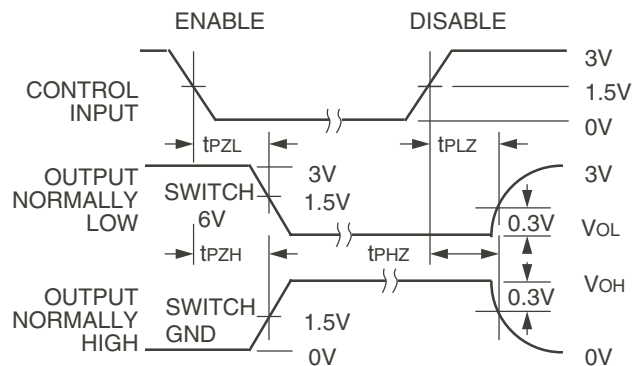 ENABLE DISABLE
3V
CONTROL INPUT 1.5V
0V
tPZL tPLZ
OUTPUT NORMALLY LOW
SWITCH 6V
3V
1.5V
3V
0.3V VOL
tPZH tPHZ
OUTPUT NORMALLY HIGH
SWITCH GND
1.5V
0V
0.3V VOH
0V